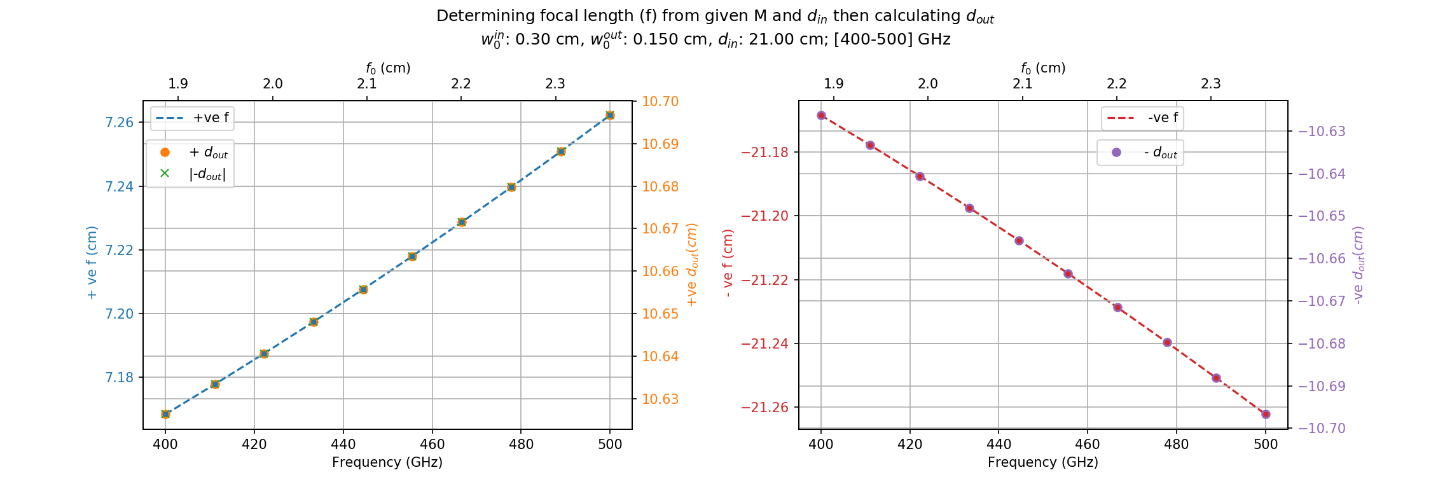 Determining focal length (f) from given M and d_in then calculating d_out
w_0^in: 0.30 cm, w_0^out: 0.150 cm, d_in: 21.00 cm; [400-500] GHz
f_0 (cm)
1.9 2.0 2.1 2.2 2.3
+ve f
+ d_out
|-d_out|
7.26
7.24
7.22
7.20
7.18
+ ve f (cm)
10.70
10.69
10.68
10.67
10.66
10.65
10.64
10.63
+ve d_out(cm)
400 420 440 460 480 500
Frequency (GHz)
f_0 (cm)
1.9 2.0 2.1 2.2 2.3
-ve f
- d_out
−21.18
−21.20
−21.22
−21.24
−21.26
- ve f (cm)
−10.63
−10.64
−10.65
−10.66
−10.67
−10.68
−10.69
−10.70
-ve d_out(cm)
400 420 440 460 480 500
Frequency (GHz)